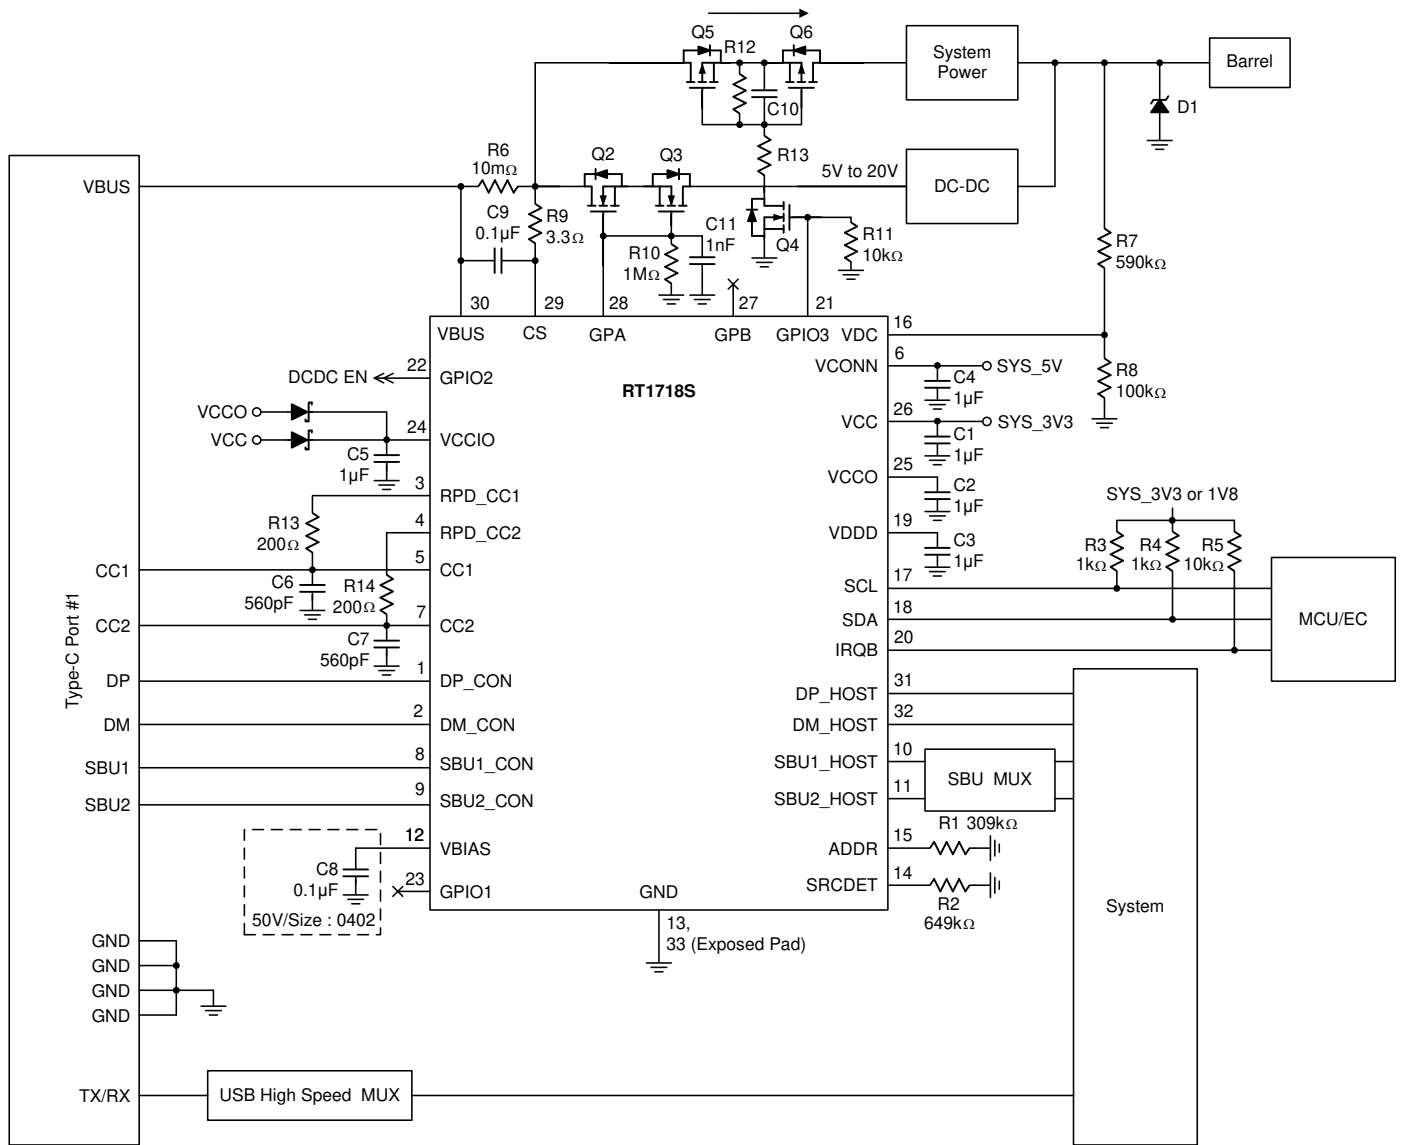 Q5
R12
Q6
C10
System
Power
Barrel
D1
R6
10mΩ
Q2
Q3
R13
5V to 20V
DC-DC
VBUS
C9
0.1µF
R9
3.3Ω
R10
1MΩ
C11
1nF
Q4
R11
10kΩ
R7
590kΩ
30
29
28
27
21
VBUS
CS
GPA
GPB
GPIO3
VDC
16
RT1718S
DCDC EN
22
GPIO2
VCONN
6
C4
1µF
SYS_5V
R8
100kΩ
VCCO
VCC
24
VCCIO
C5
1µF
VCC
26
C1
1µF
SYS_3V3
3
RPD_CC1
VCCO
25
C2
1µF
R13
200Ω
4
RPD_CC2
VDDD
19
C3
1µF
SYS_3V3 or 1V8
R3
1kΩ
R4
1kΩ
R5
10kΩ
CC1
5
CC1
C6
560pF
R14
200Ω
SCL
17
CC2
7
CC2
C7
560pF
SDA
18
IRQB
20
MCU/EC
Type-C Port #1
DP
1
DP_CON
DP_HOST
31
DM
2
DM_CON
DM_HOST
32
SBU1
8
SBU1_CON
SBU1_HOST
10
SBU2
9
SBU2_CON
SBU2_HOST
11
SBU MUX
12
VBIAS
C8
0.1µF
50V/Size : 0402
23
GPIO1
ADDR
15
R1 309kΩ
SRCDET
14
R2
649kΩ
GND
13,
33 (Exposed Pad)
System
GND
GND
GND
GND
TX/RX
USB High Speed MUX